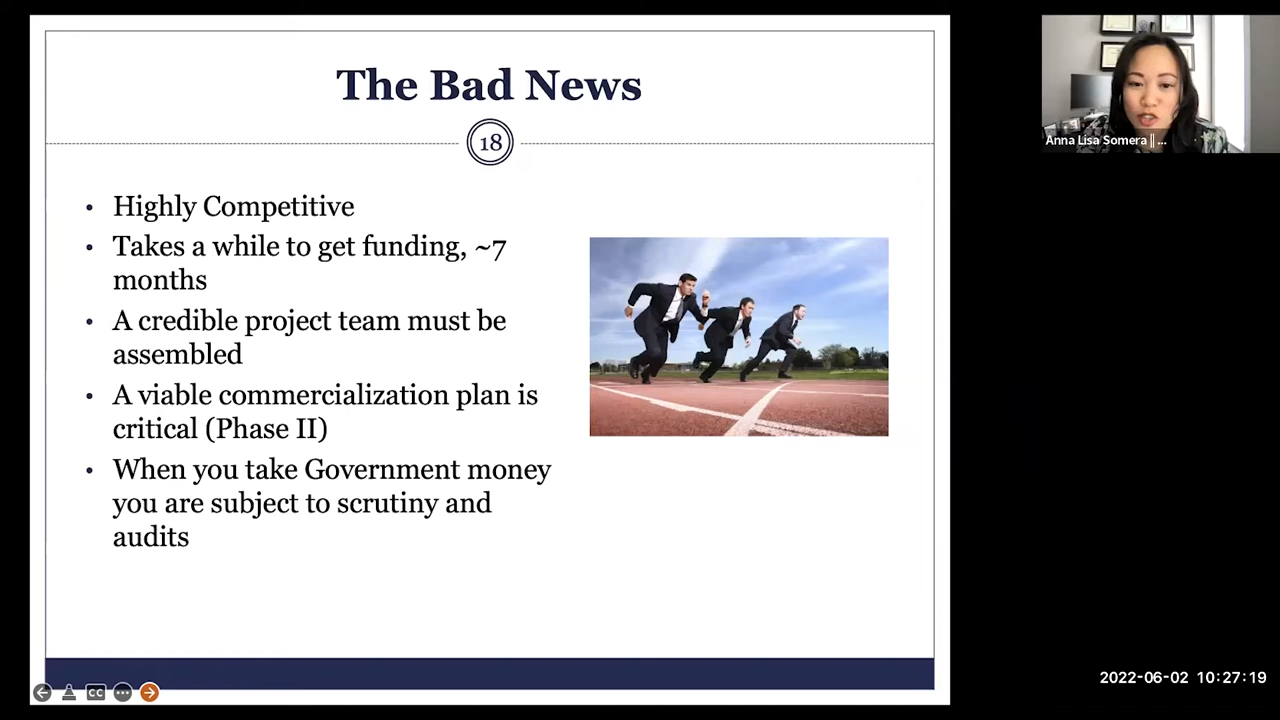 The Bad News
18
• Highly Competitive
• Takes a while to get funding, ~7
months
• A credible project team must be
assembled
• A viable commercialization plan is
critical (Phase II)
• When you take Government money
you are subject to scrutiny and
audits
CC
Anna Lisa Somera || ...
2022-06-02 10:27:19